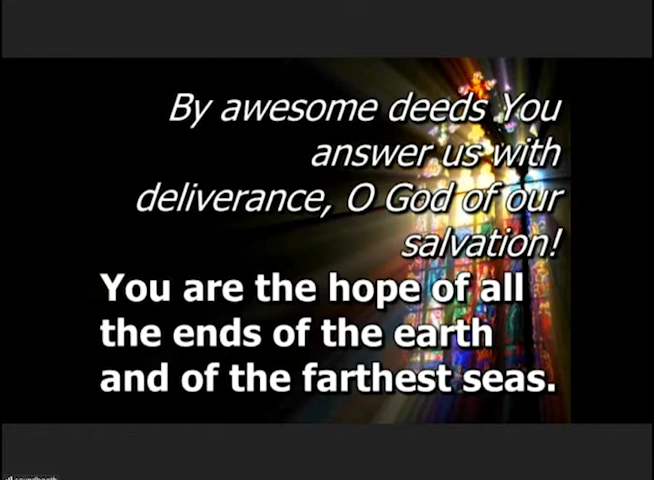 By awesome deeds You
answer us with
deliverance, O God of our
salvation!
You are the hope of all
the ends of the earth
and of the farthest seas.
soundbooth